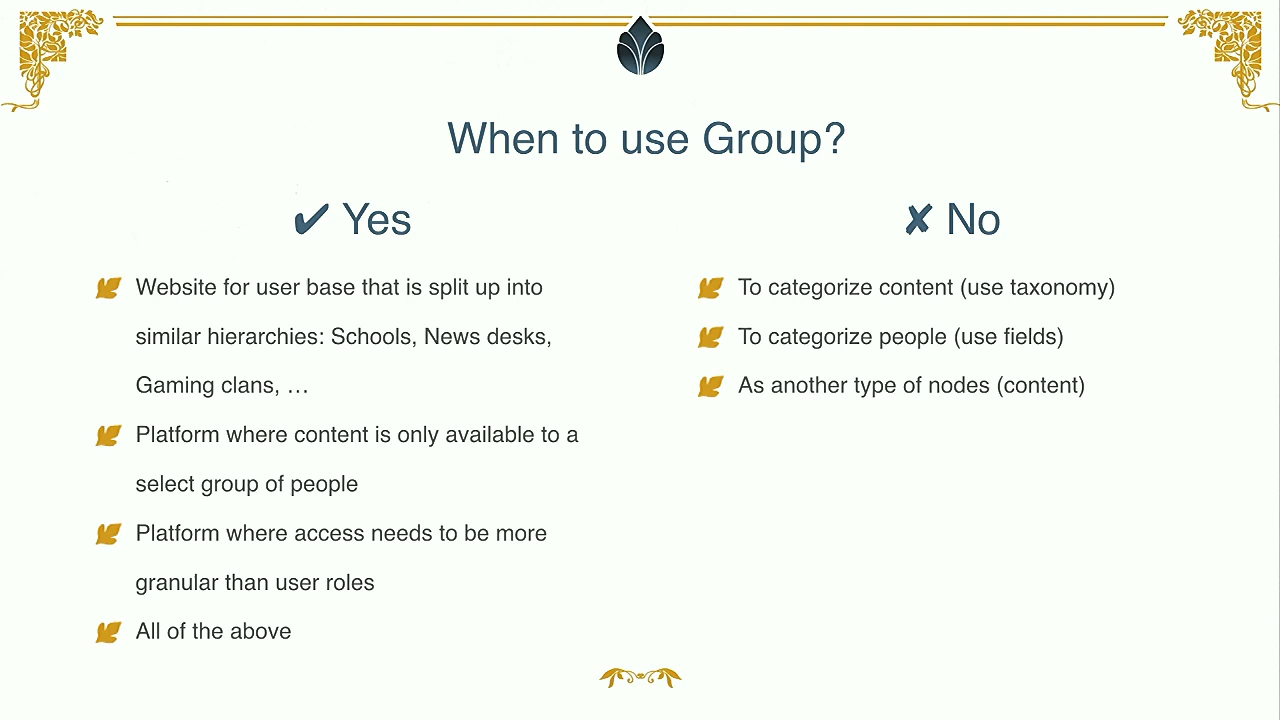 When to use Group?
✔ Yes
Website for user base that is split up into
similar hierarchies: Schools, News desks,
Gaming clans, …
Platform where content is only available to a
select group of people
Platform where access needs to be more
granular than user roles
All of the above
✘ No
To categorize content (use taxonomy)
To categorize people (use fields)
As another type of nodes (content)